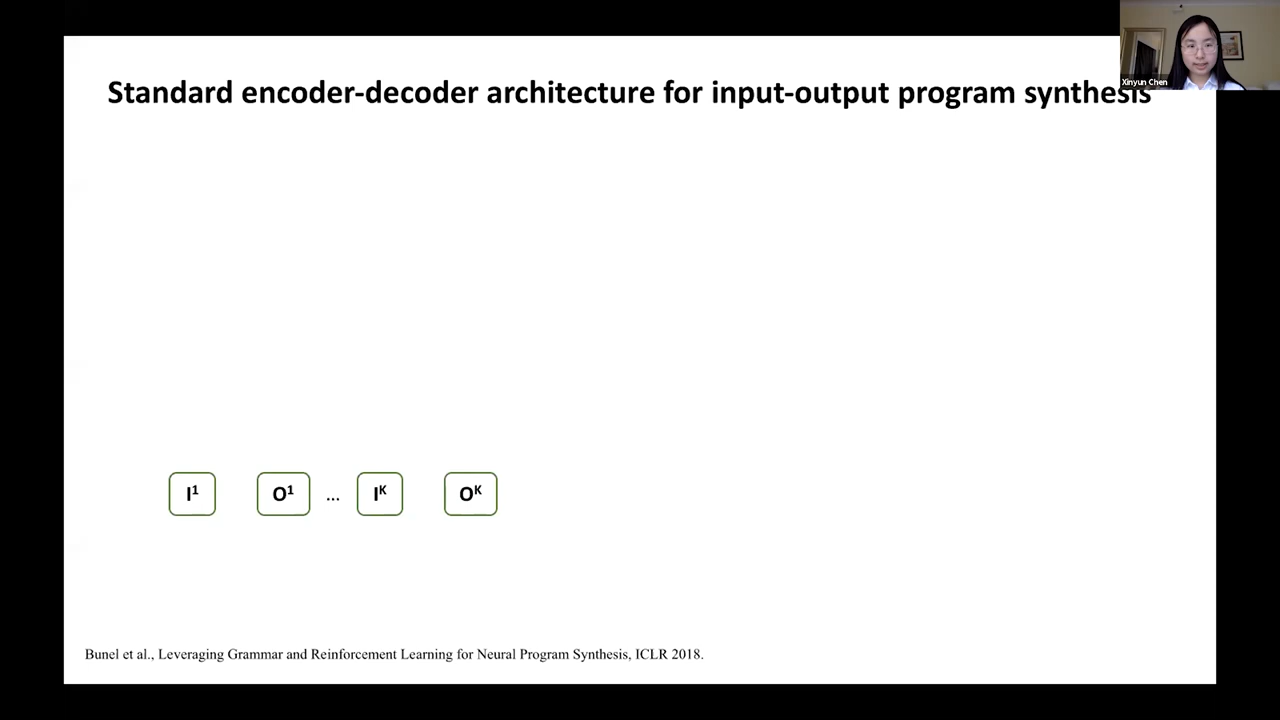 Standard encoder-decoder architecture for input-output program synthesis
Xinyun Chen
I¹ O¹ ... Iᴷ Oᴷ
Bunel et al., Leveraging Grammar and Reinforcement Learning for Neural Program Synthesis, ICLR 2018.